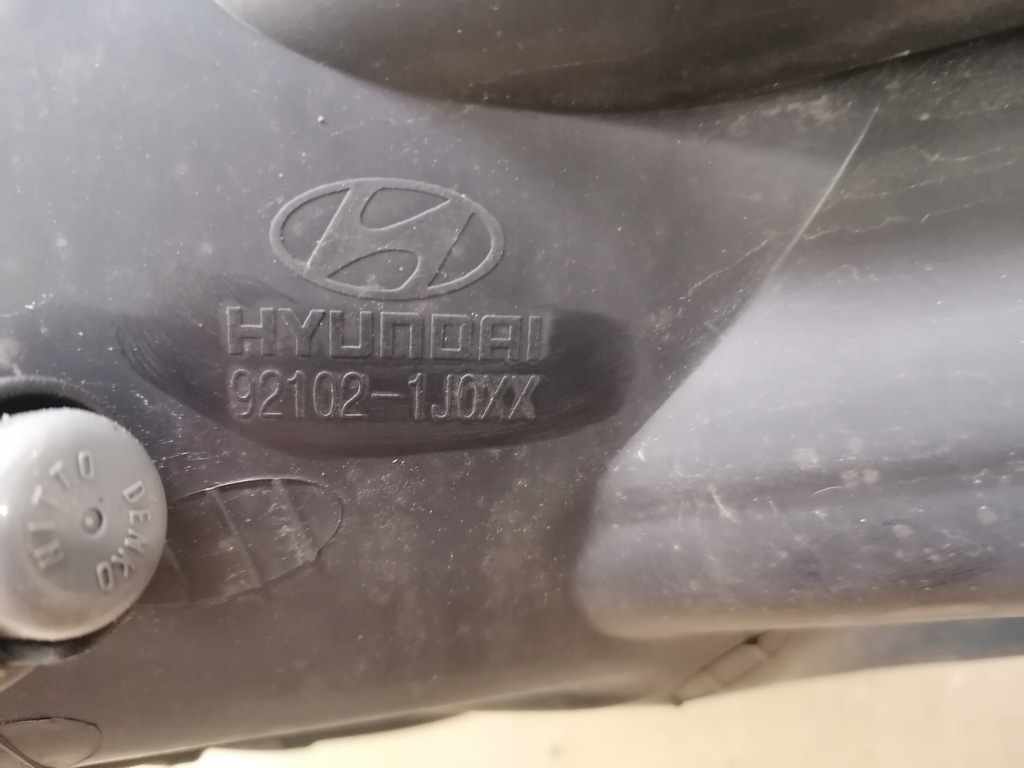 HYUNDAI
92102-1J0XX
NITTO
DENKO